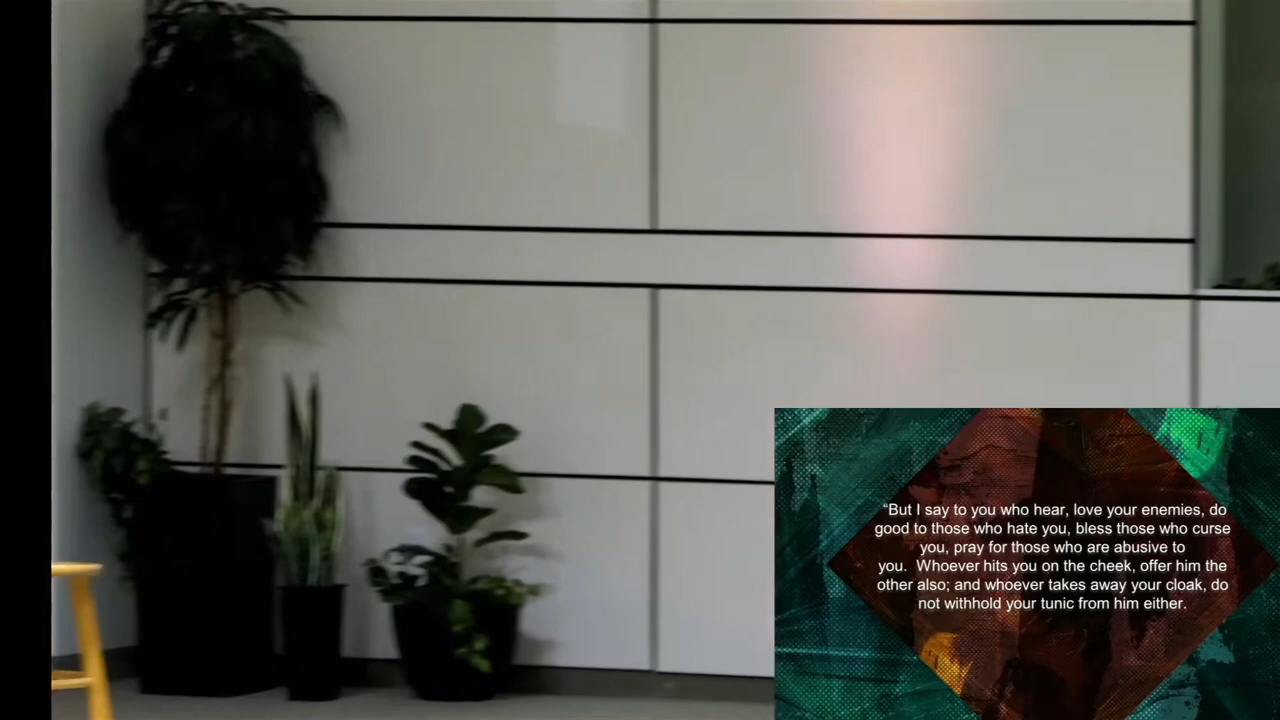 “But I say to you who hear, love your enemies, do
good to those who hate you, bless those who curse
you, pray for those who are abusive to
you.  Whoever hits you on the cheek, offer him the
other also; and whoever takes away your cloak, do
not withhold your tunic from him either.